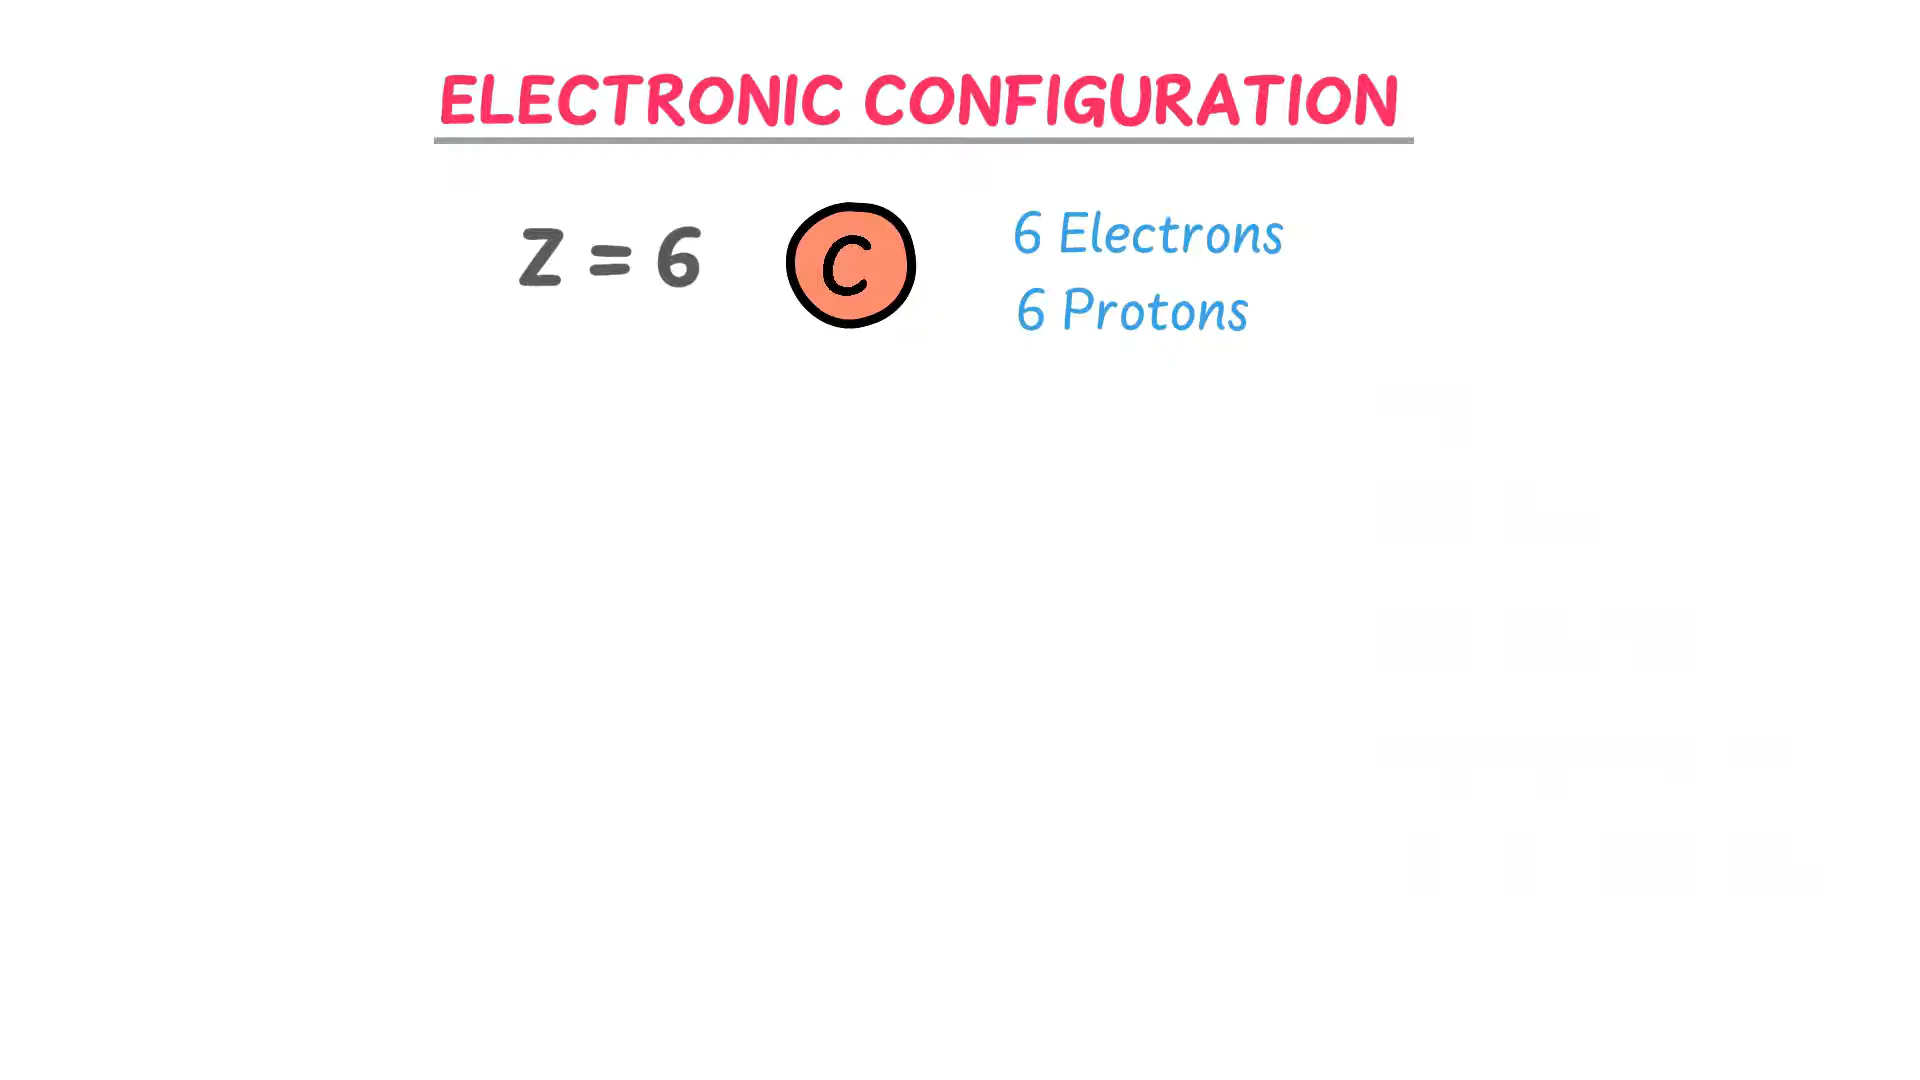 ELECTRONIC CONFIGURATION
Z = 6
C
6 Electrons
6 Protons